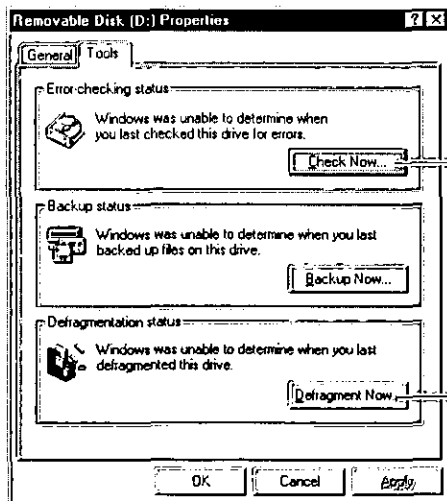 Removable Disk (D:) Properties
General Tools
Error-checking status
Windows was unable to determine when
you last checked this drive for errors.
Check Now...
Backup status
Windows was unable to determine when you last
backed up files on this drive.
Backup Now...
Defragmentation status
Windows was unable to determine when you last
defragmented this drive.
Defragment Now...
OK Cancel Apply